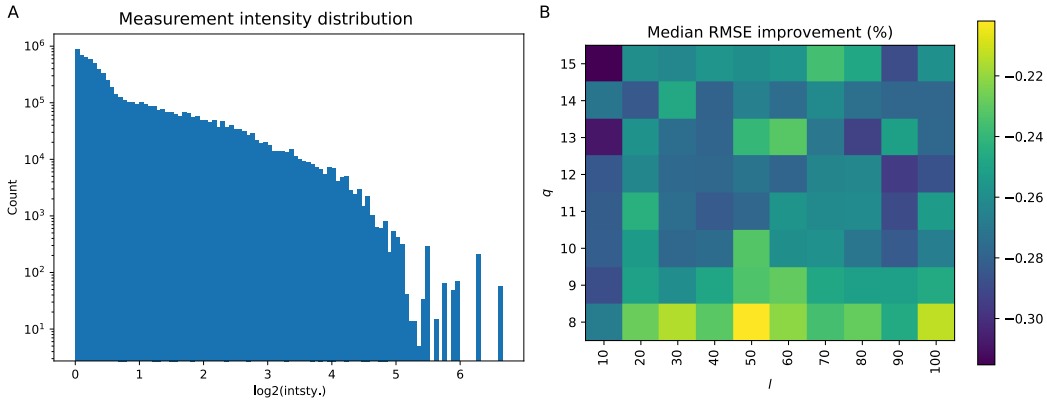 A
Measurement intensity distribution
10^6
10^5
10^4
10^3
10^2
10^1
Count
0 1 2 3 4 5 6
log2(intsty.)
B
Median RMSE improvement (%)
15
14
13
12
11
10
9
8
q
10 20 30 40 50 60 70 80 90 100
l
−0.22
−0.24
−0.26
−0.28
−0.30